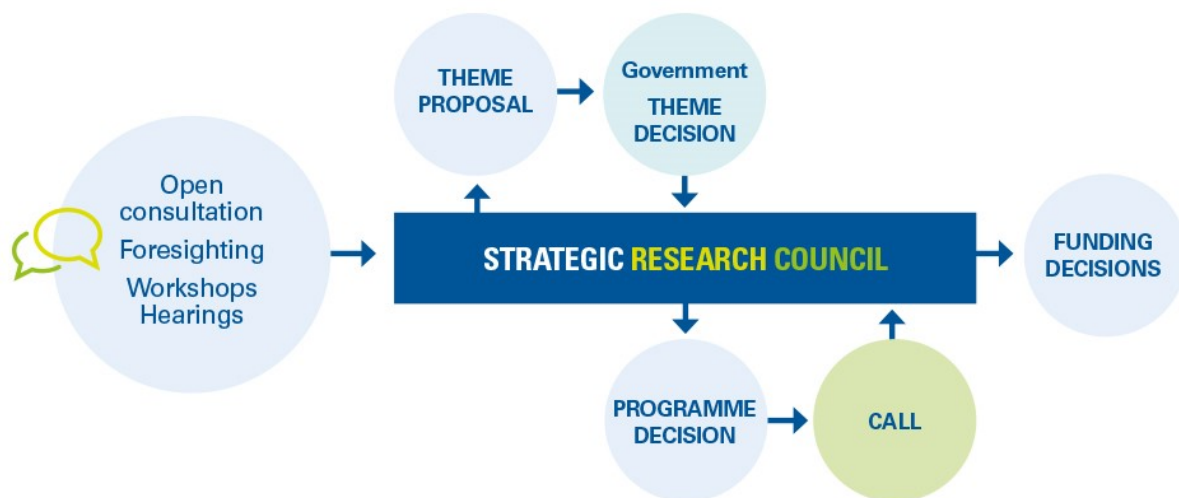 Open
consultation
Foresighting
Workshops
Hearings
THEME
PROPOSAL
Government
THEME
DECISION
STRATEGIC RESEARCH COUNCIL
PROGRAMME
DECISION
CALL
FUNDING
DECISIONS